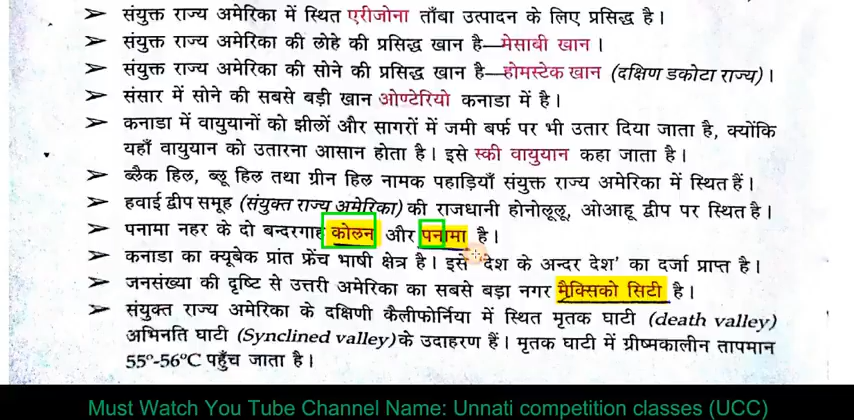 ➤ संयुक्त राज्य अमेरिका में स्थित एरीजोना ताँबा उत्पादन के लिए प्रसिद्ध है।
➤ संयुक्त राज्य अमेरिका की लोहे की प्रसिद्ध खान है—मेसाबी खान।
➤ संयुक्त राज्य अमेरिका की सोने की प्रसिद्ध खान है—होमस्टेक खान (दक्षिण डकोटा राज्य)।
➤ संसार में सोने की सबसे बड़ी खान ओण्टेरियो कनाडा में है।
➤ कनाडा में वायुयानों को झीलों और सागरों में जमी बर्फ पर भी उतार दिया जाता है, क्योंकि
यहाँ वायुयान को उतारना आसान होता है। इसे स्की वायुयान कहा जाता है।
➤ ब्लैक हिल, ब्लू हिल तथा ग्रीन हिल नामक पहाड़ियाँ संयुक्त राज्य अमेरिका में स्थित हैं।
➤ हवाई द्वीप समूह (संयुक्त राज्य अमेरिका) की राजधानी होनोलूलू, ओआहू द्वीप पर स्थित है।
➤ पनामा नहर के दो बन्दरगाह कोलन और पनामा है।
➤ कनाडा का क्यूबेक प्रांत फ्रेंच भाषी क्षेत्र है। इसे 'देश के अन्दर देश' का दर्जा प्राप्त है।
➤ जनसंख्या की दृष्टि से उत्तरी अमेरिका का सबसे बड़ा नगर मैक्सिको सिटी है।
➤ संयुक्त राज्य अमेरिका के दक्षिणी कैलीफोर्निया में स्थित मृतक घाटी (death valley)
अभिनति घाटी (Synclined valley) के उदाहरण हैं। मृतक घाटी में ग्रीष्मकालीन तापमान
55º-56ºC पहुँच जाता है।
Must Watch You Tube Channel Name: Unnati competition classes (UCC)